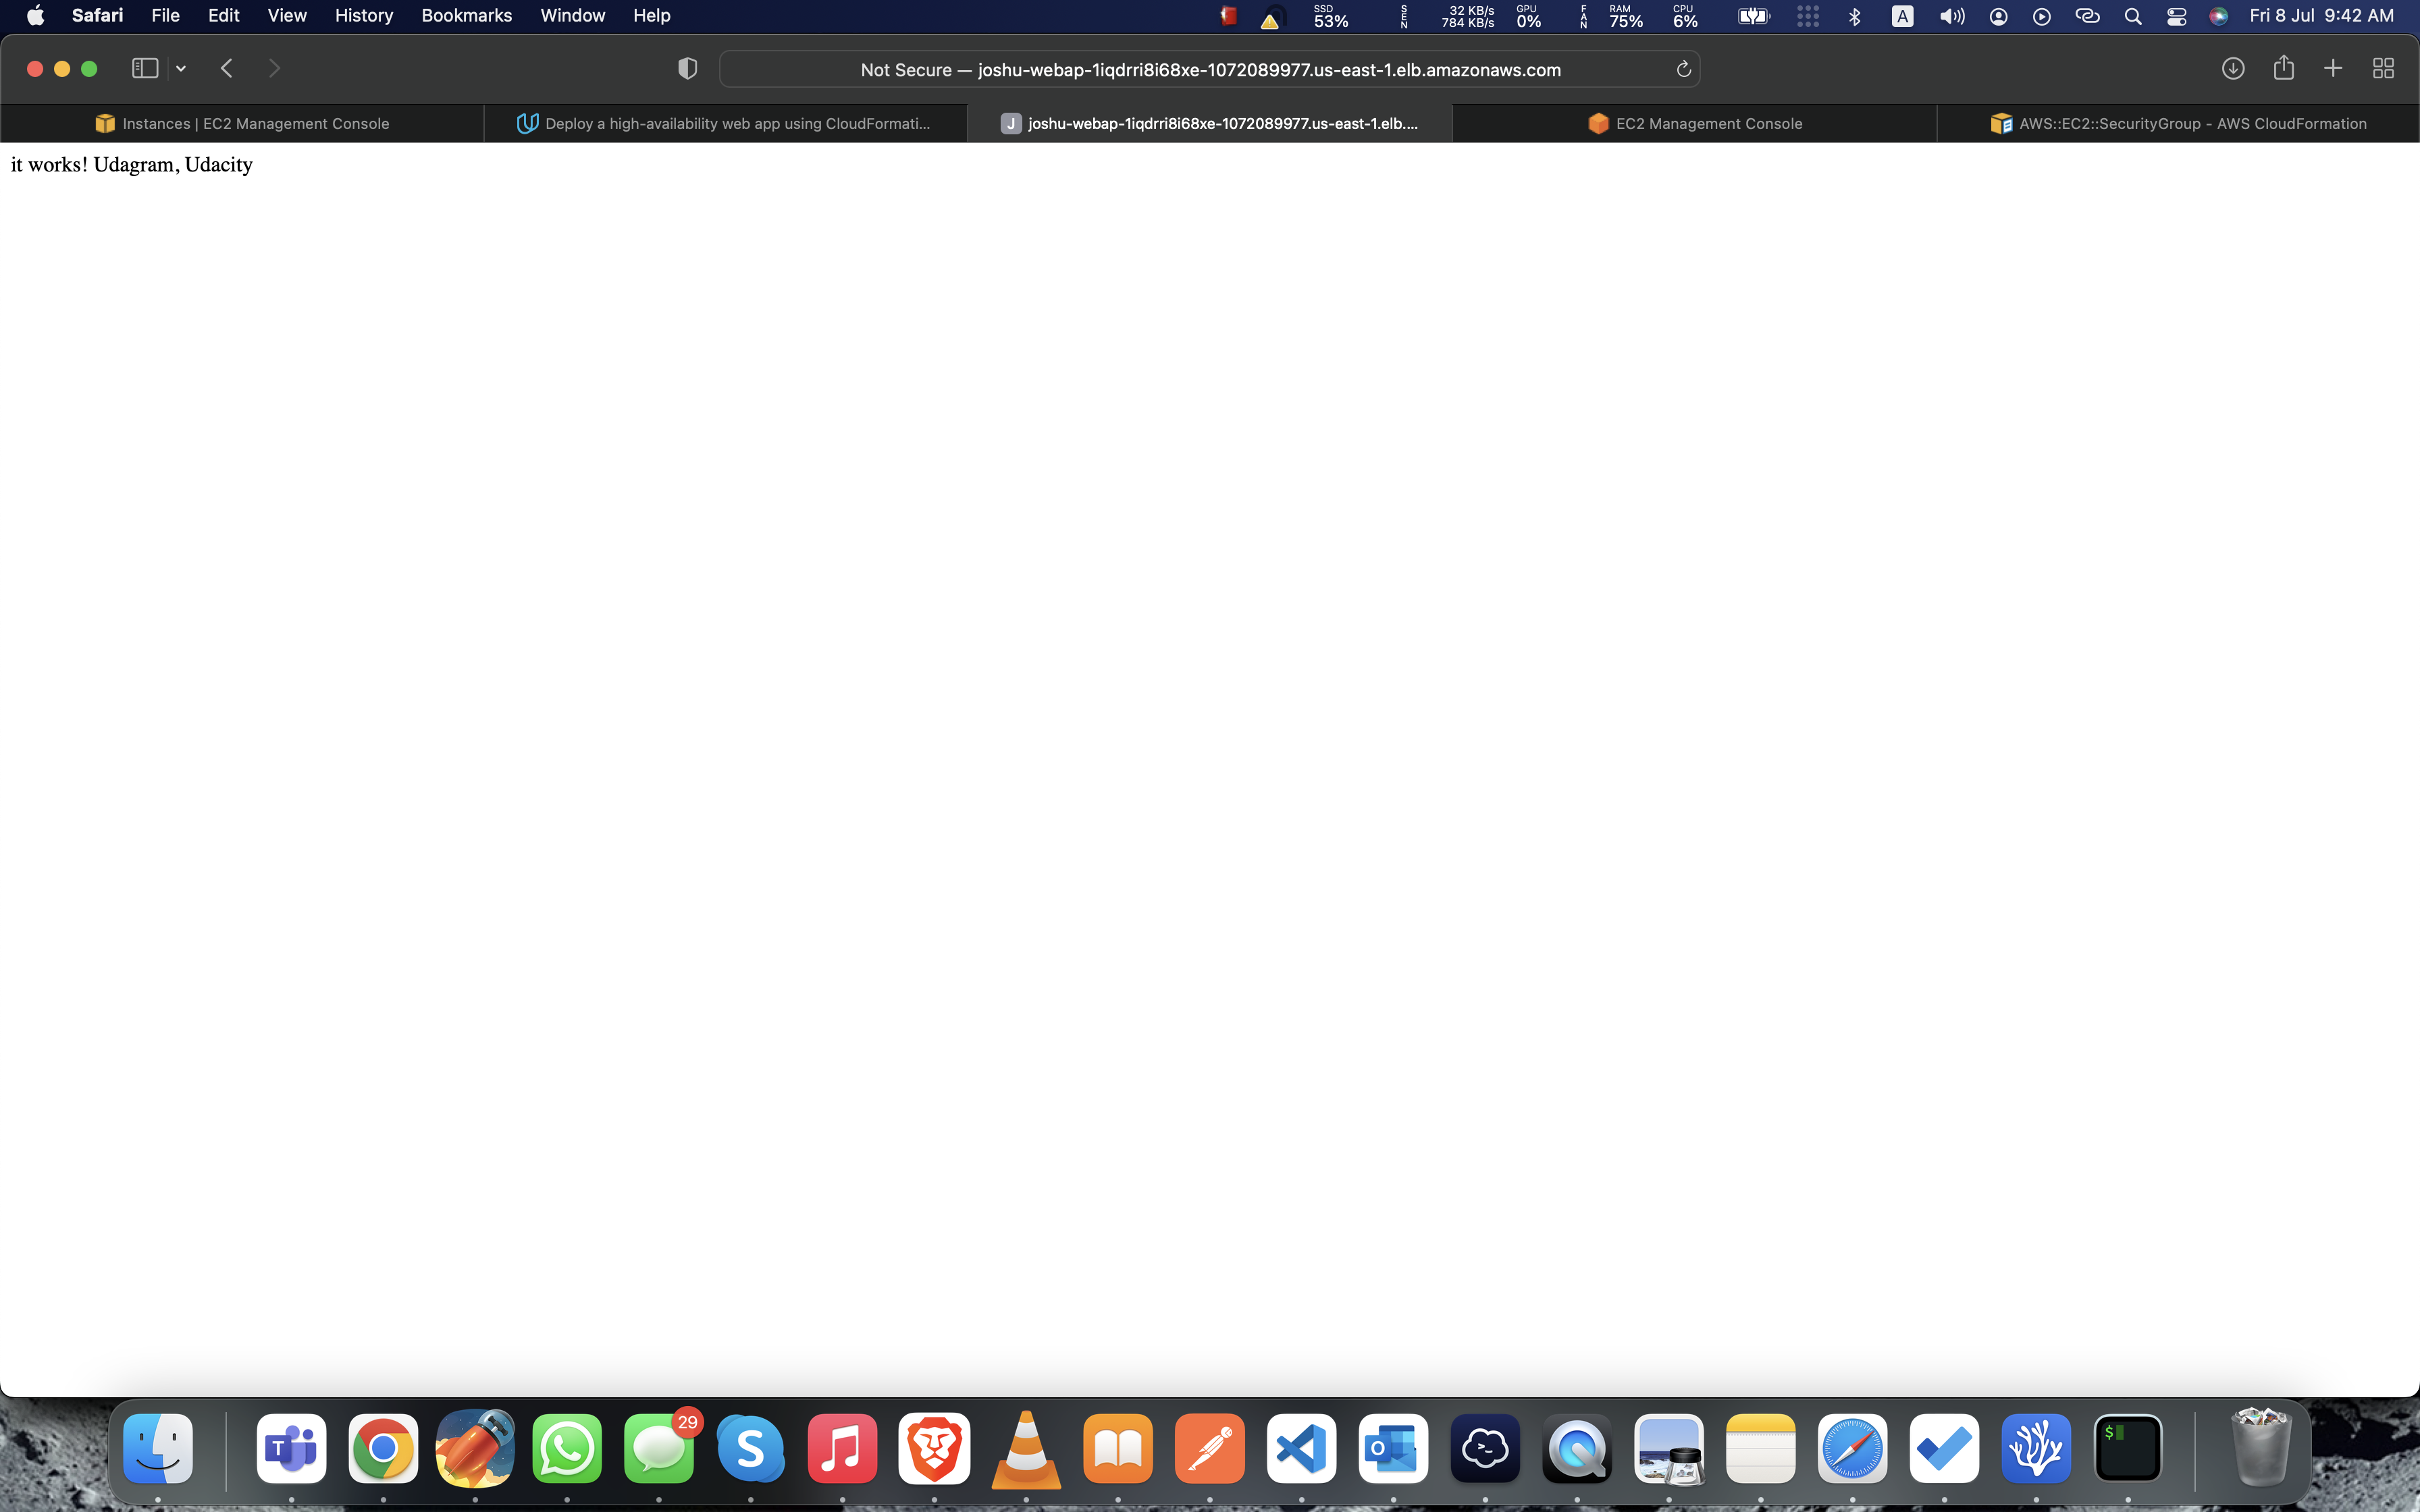 Safari File Edit View History Bookmarks Window Help
SSD 53% SEN 32 KB/s 784 KB/s GPU 0% FAN RAM 75% CPU 6% A Fri 8 Jul 9:42 AM
Not Secure — joshu-webap-1iqdrri8i68xe-1072089977.us-east-1.elb.amazonaws.com
Instances | EC2 Management Console
Deploy a high-availability web app using CloudFormati...
J joshu-webap-1iqdrri8i68xe-1072089977.us-east-1.elb....
EC2 Management Console
AWS::EC2::SecurityGroup - AWS CloudFormation
it works! Udagram, Udacity
T 29 S O >_ $